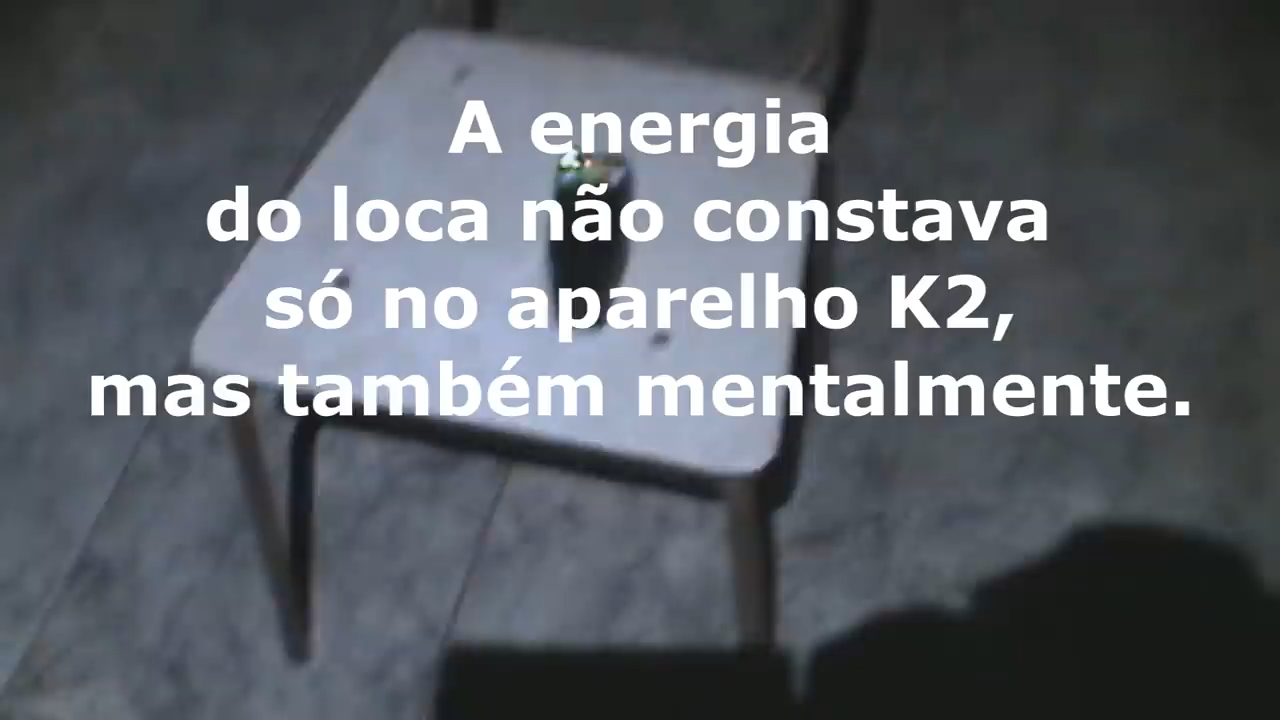 A energia
do loca não constava
só no aparelho K2,
mas também mentalmente.